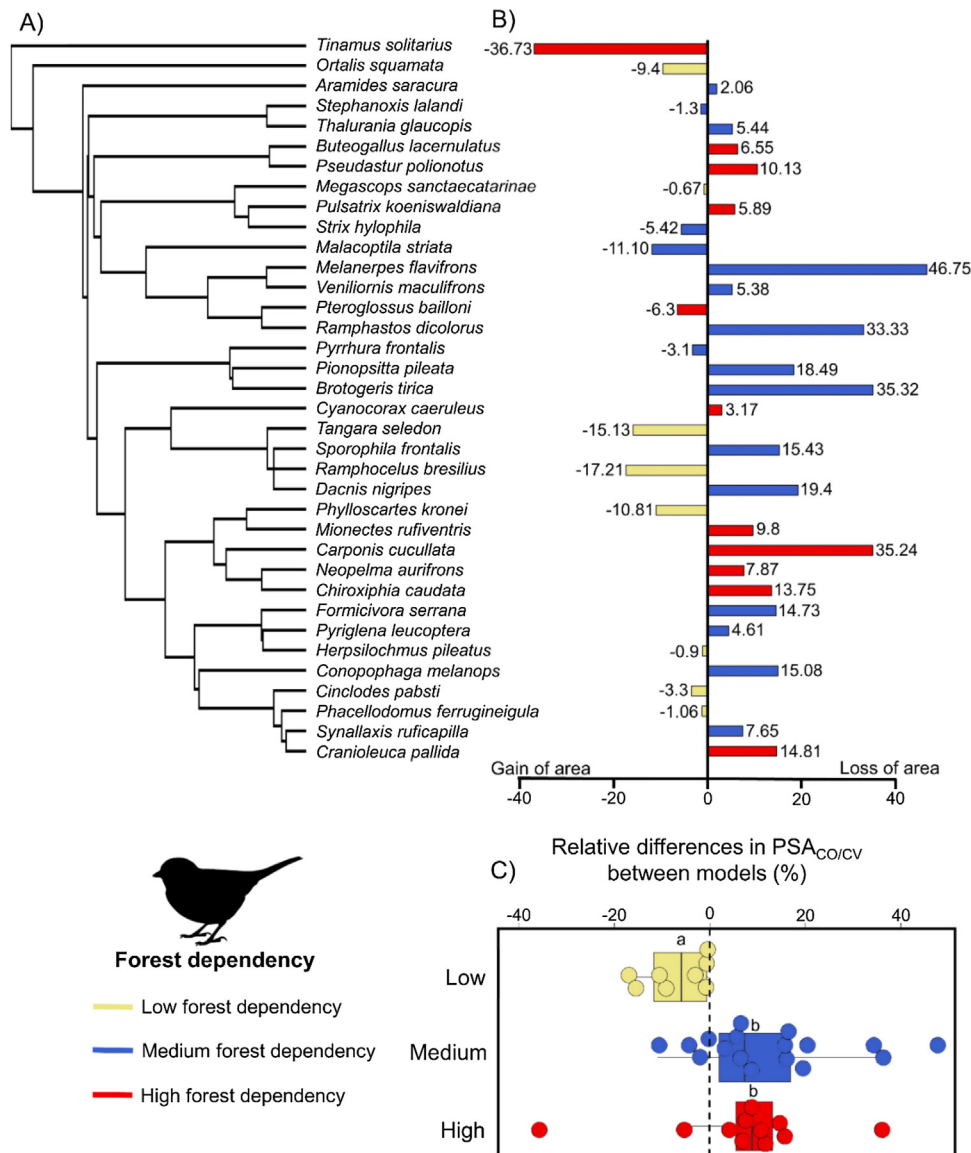 A)
B)
Tinamus solitarius -36.73
Ortalis squamata -9.4
Aramides saracura 2.06
Stephanoxis lalandi -1.3
Thalurania glaucopis 5.44
Buteogallus lacernulatus 6.55
Pseudastur polionotus 10.13
Megascops sanctaecatarinae -0.67
Pulsatrix koeniswaldiana 5.89
Strix hylophila -5.42
Malacoptila striata -11.10
Melanerpes flavifrons 46.75
Veniliornis maculifrons 5.38
Pteroglossus bailloni -6.3
Ramphastos dicolorus 33.33
Pyrrhura frontalis -3.1
Pionopsitta pileata 18.49
Brotogeris tirica 35.32
Cyanocorax caeruleus 3.17
Tangara seledon -15.13
Sporophila frontalis 15.43
Ramphocelus bresilius -17.21
Dacnis nigripes 19.4
Phylloscartes kronei -10.81
Mionectes rufiventris 9.8
Carponis cucullata 35.24
Neopelma aurifrons 7.87
Chiroxiphia caudata 13.75
Formicivora serrana 14.73
Pyriglena leucoptera 4.61
Herpsilochmus pileatus -0.9
Conopophaga melanops 15.08
Cinclodes pabsti -3.3
Phacellodomus ferrugineigula -1.06
Synallaxis ruficapilla 7.65
Cranioleuca pallida 14.81
Gain of area Loss of area
-40 -20 0 20 40
Relative differences in PSACO/CV
between models (%)
C)
-40 -20 0 20 40
a
Low
b
Medium
b
High
Forest dependency
Low forest dependency
Medium forest dependency
High forest dependency